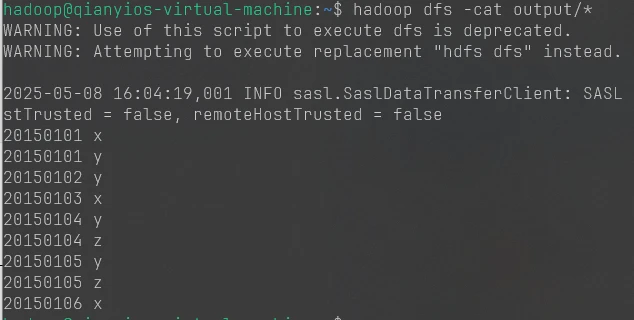 hadoop@qianyios-virtual-machine:~$ hadoop dfs -cat output/*
WARNING: Use of this script to execute dfs is deprecated.
WARNING: Attempting to execute replacement "hdfs dfs" instead.
2025-05-08 16:04:19,001 INFO sasl.SaslDataTransferClient: SASL
stTrusted = false, remoteHostTrusted = false
20150101 x
20150101 y
20150102 y
20150103 x
20150104 y
20150104 z
20150105 y
20150105 z
20150106 x